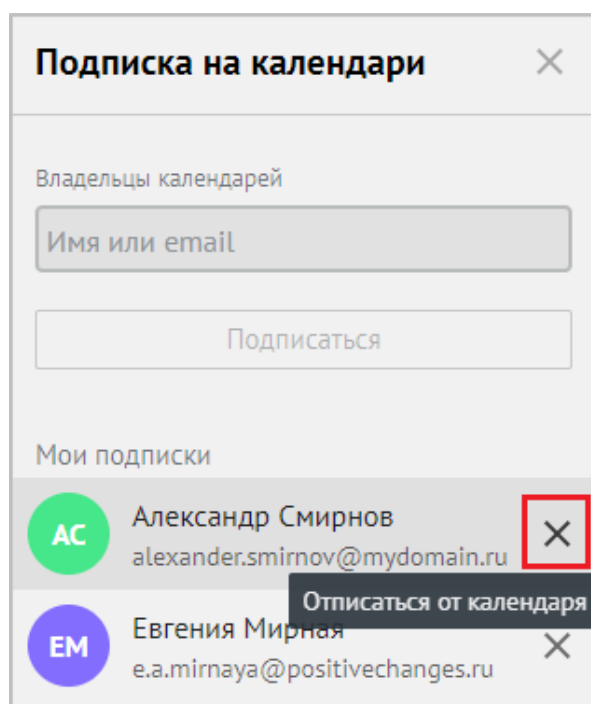 Подписка на календари
Владельцы календарей
Имя или email
Подписаться
Мои подписки
АС
Александр Смирнов
alexander.smirnov@mydomain.ru
Отписаться от календаря
ЕМ
Евгения Мирная
e.a.mirnaya@positivechanges.ru